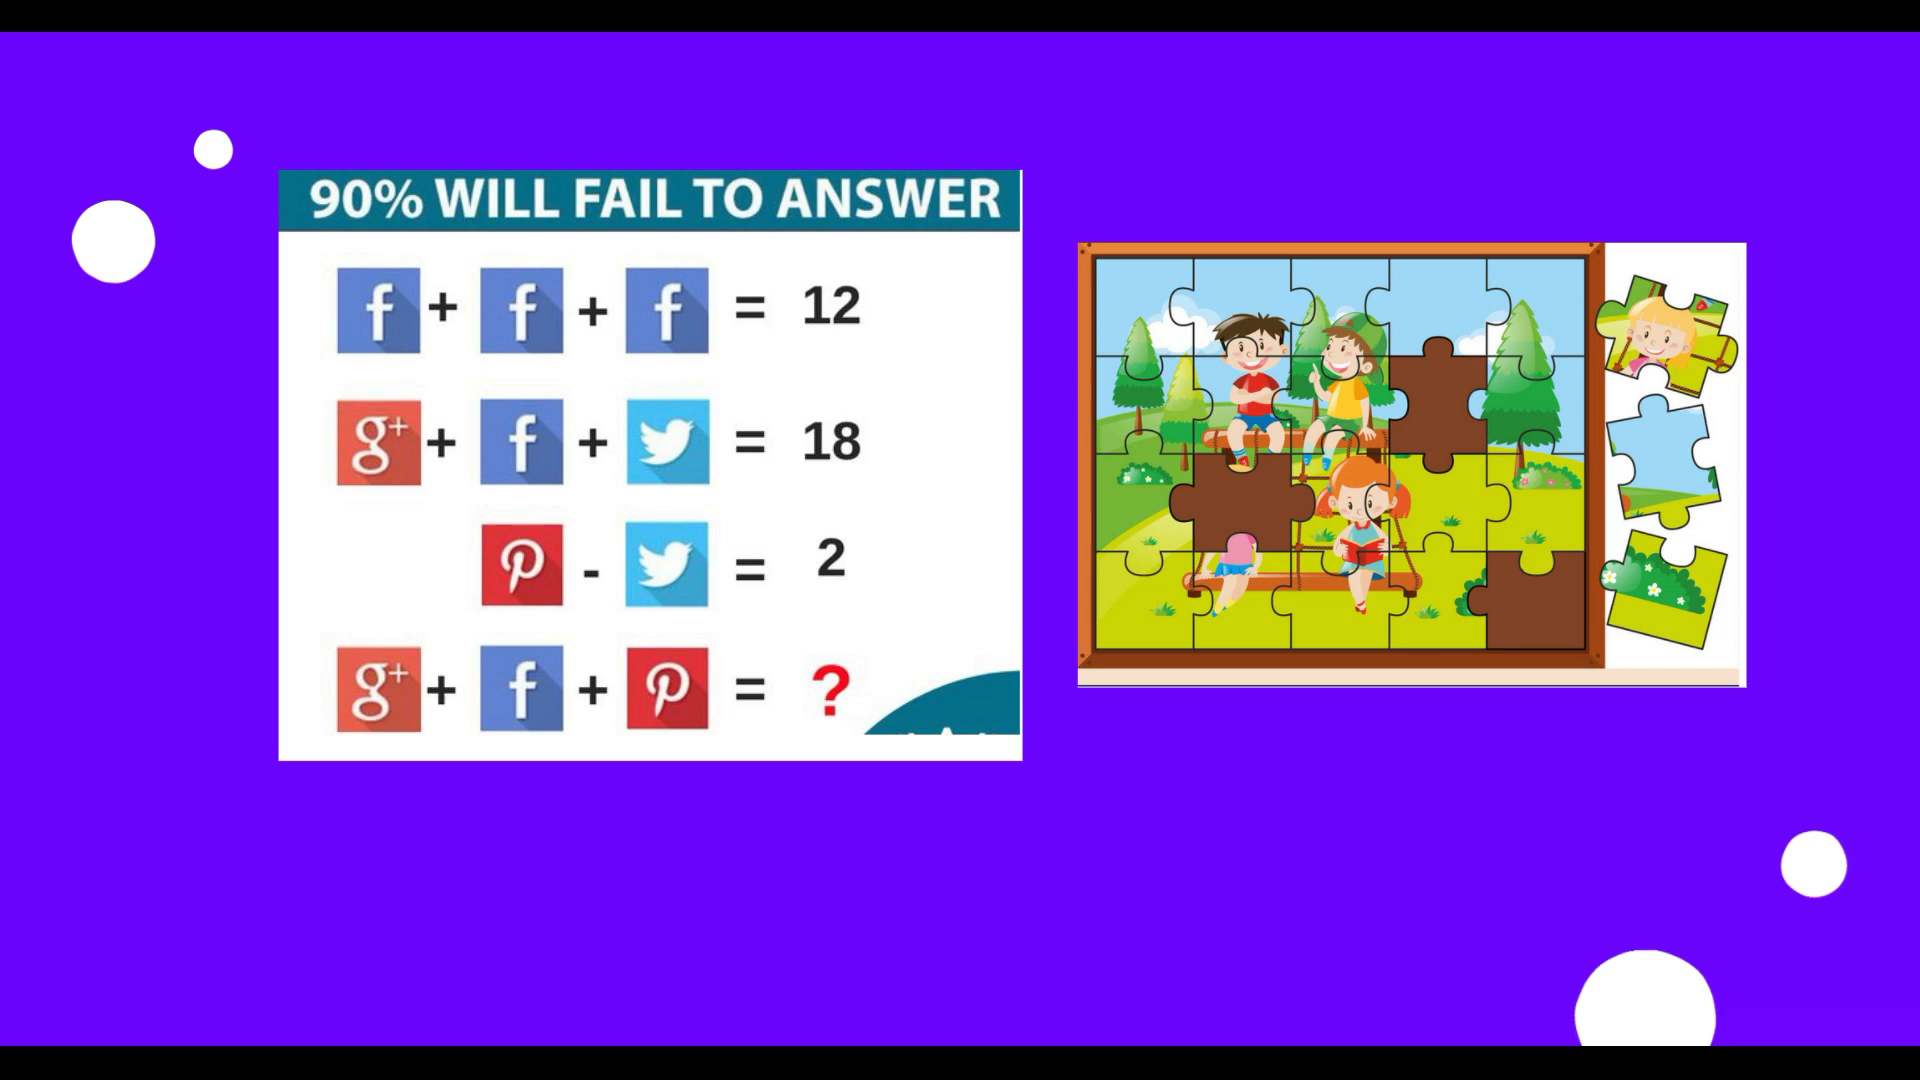 90% WILL FAIL TO ANSWER
f + f + f = 12
g+ + f + = 18
P - = 2
g+ + f + P = ?